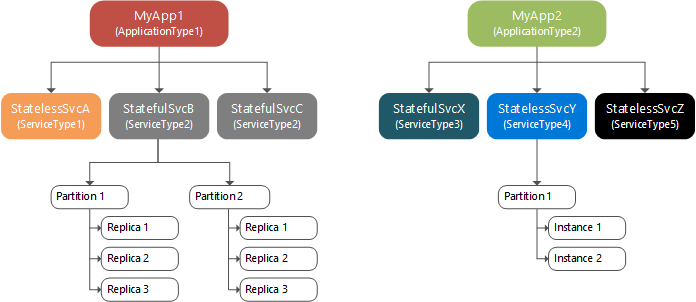 MyApp1
(ApplicationType1)
MyApp2
(ApplicationType2)
StatelessSvcA
(ServiceType1)
StatefulSvcB
(ServiceType2)
StatefulSvcC
(ServiceType2)
StatefulSvcX
(ServiceType3)
StatelessSvcY
(ServiceType4)
StatelessSvcZ
(ServiceType5)
Partition 1
Partition 2
Partition 1
Replica 1
Replica 2
Replica 3
Replica 1
Replica 2
Replica 3
Instance 1
Instance 2